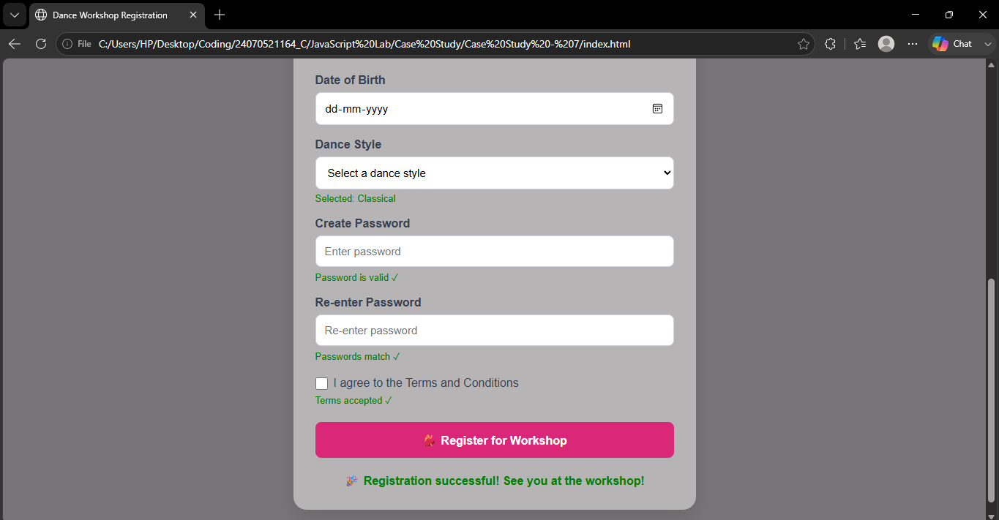 Dance Workshop Registration
File C:/Users/HP/Desktop/Coding/24070521164_C/JavaScript%20Lab/Case%20Study/Case%20Study%20-%207/index.html
Chat
Date of Birth
dd-mm-yyyy
Dance Style
Select a dance style
Selected: Classical
Create Password
Enter password
Password is valid ✓
Re-enter Password
Re-enter password
Passwords match ✓
I agree to the Terms and Conditions
Terms accepted ✓
💃 Register for Workshop
🎉 Registration successful! See you at the workshop!